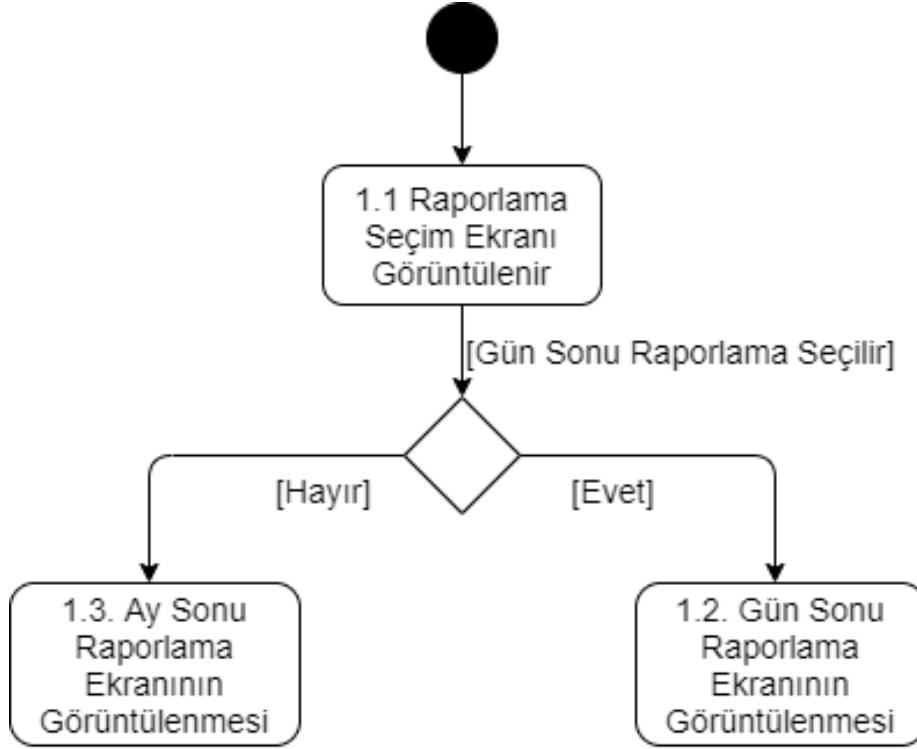 1.1 Raporlama
Seçim Ekranı
Görüntülenir
[Gün Sonu Raporlama Seçilir]
[Hayır]
[Evet]
1.3. Ay Sonu
Raporlama
Ekranının
Görüntülenmesi
1.2. Gün Sonu
Raporlama
Ekranının
Görüntülenmesi